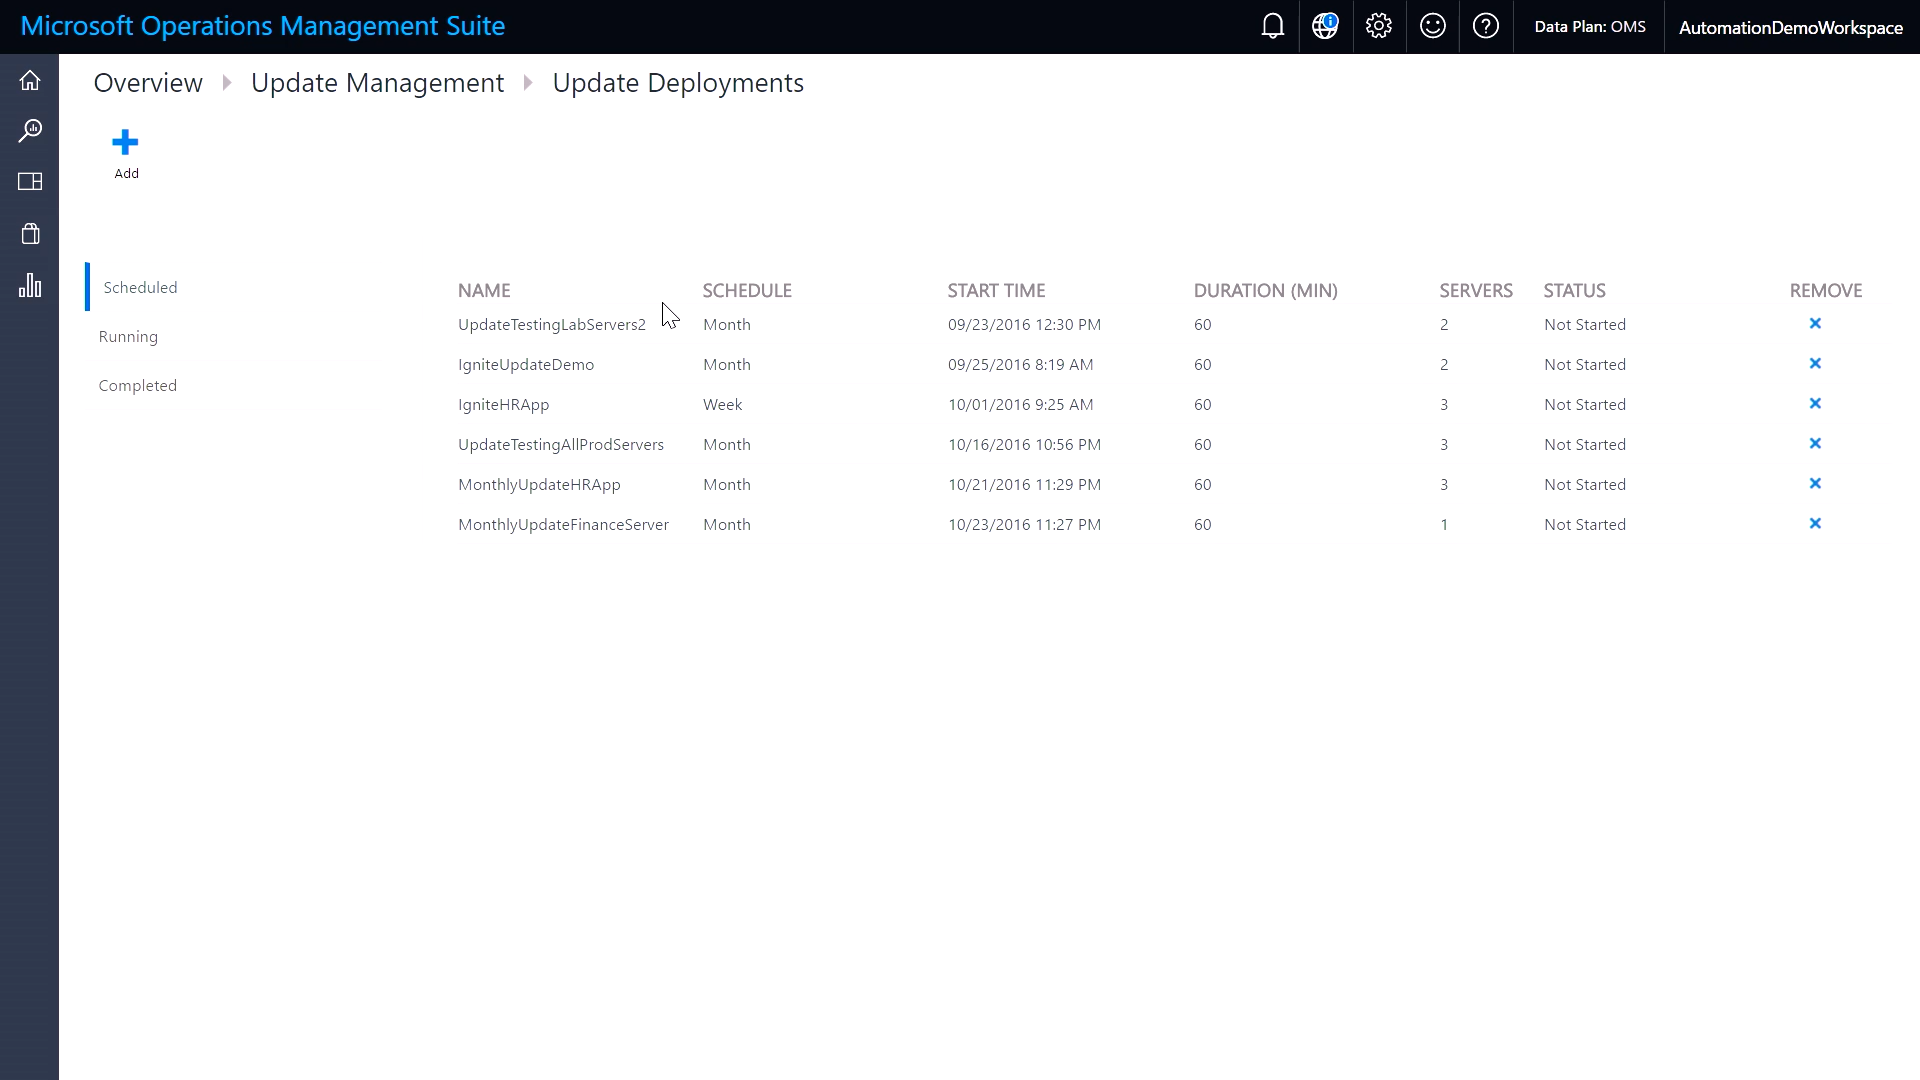 Microsoft Operations Management Suite
Data Plan: OMS
AutomationDemoWorkspace
Overview
Update Management
Update Deployments
Add
Scheduled
Running
Completed
NAME SCHEDULE START TIME DURATION (MIN) SERVERS STATUS REMOVE
UpdateTestingLabServers2 Month 09/23/2016 12:30 PM 60 2 Not Started
IgniteUpdateDemo Month 09/25/2016 8:19 AM 60 2 Not Started
IgniteHRApp Week 10/01/2016 9:25 AM 60 3 Not Started
UpdateTestingAllProdServers Month 10/16/2016 10:56 PM 60 3 Not Started
MonthlyUpdateHRApp Month 10/21/2016 11:29 PM 60 3 Not Started
MonthlyUpdateFinanceServer Month 10/23/2016 11:27 PM 60 1 Not Started